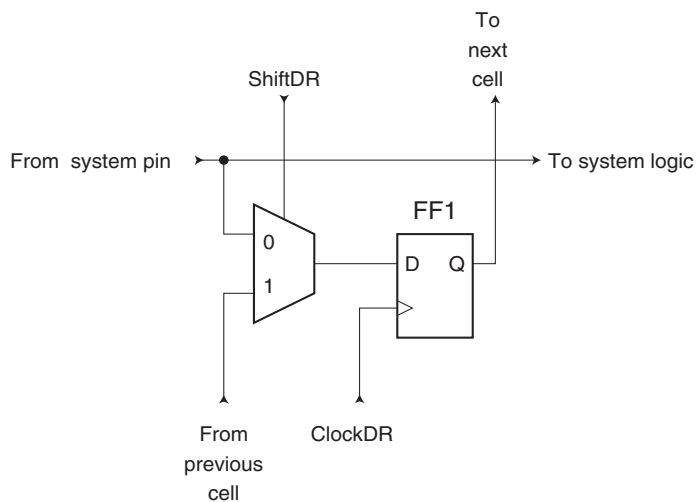 To
next
cell
ShiftDR
From system pin
To system logic
FF1
0
D Q
1
From
previous
cell
ClockDR